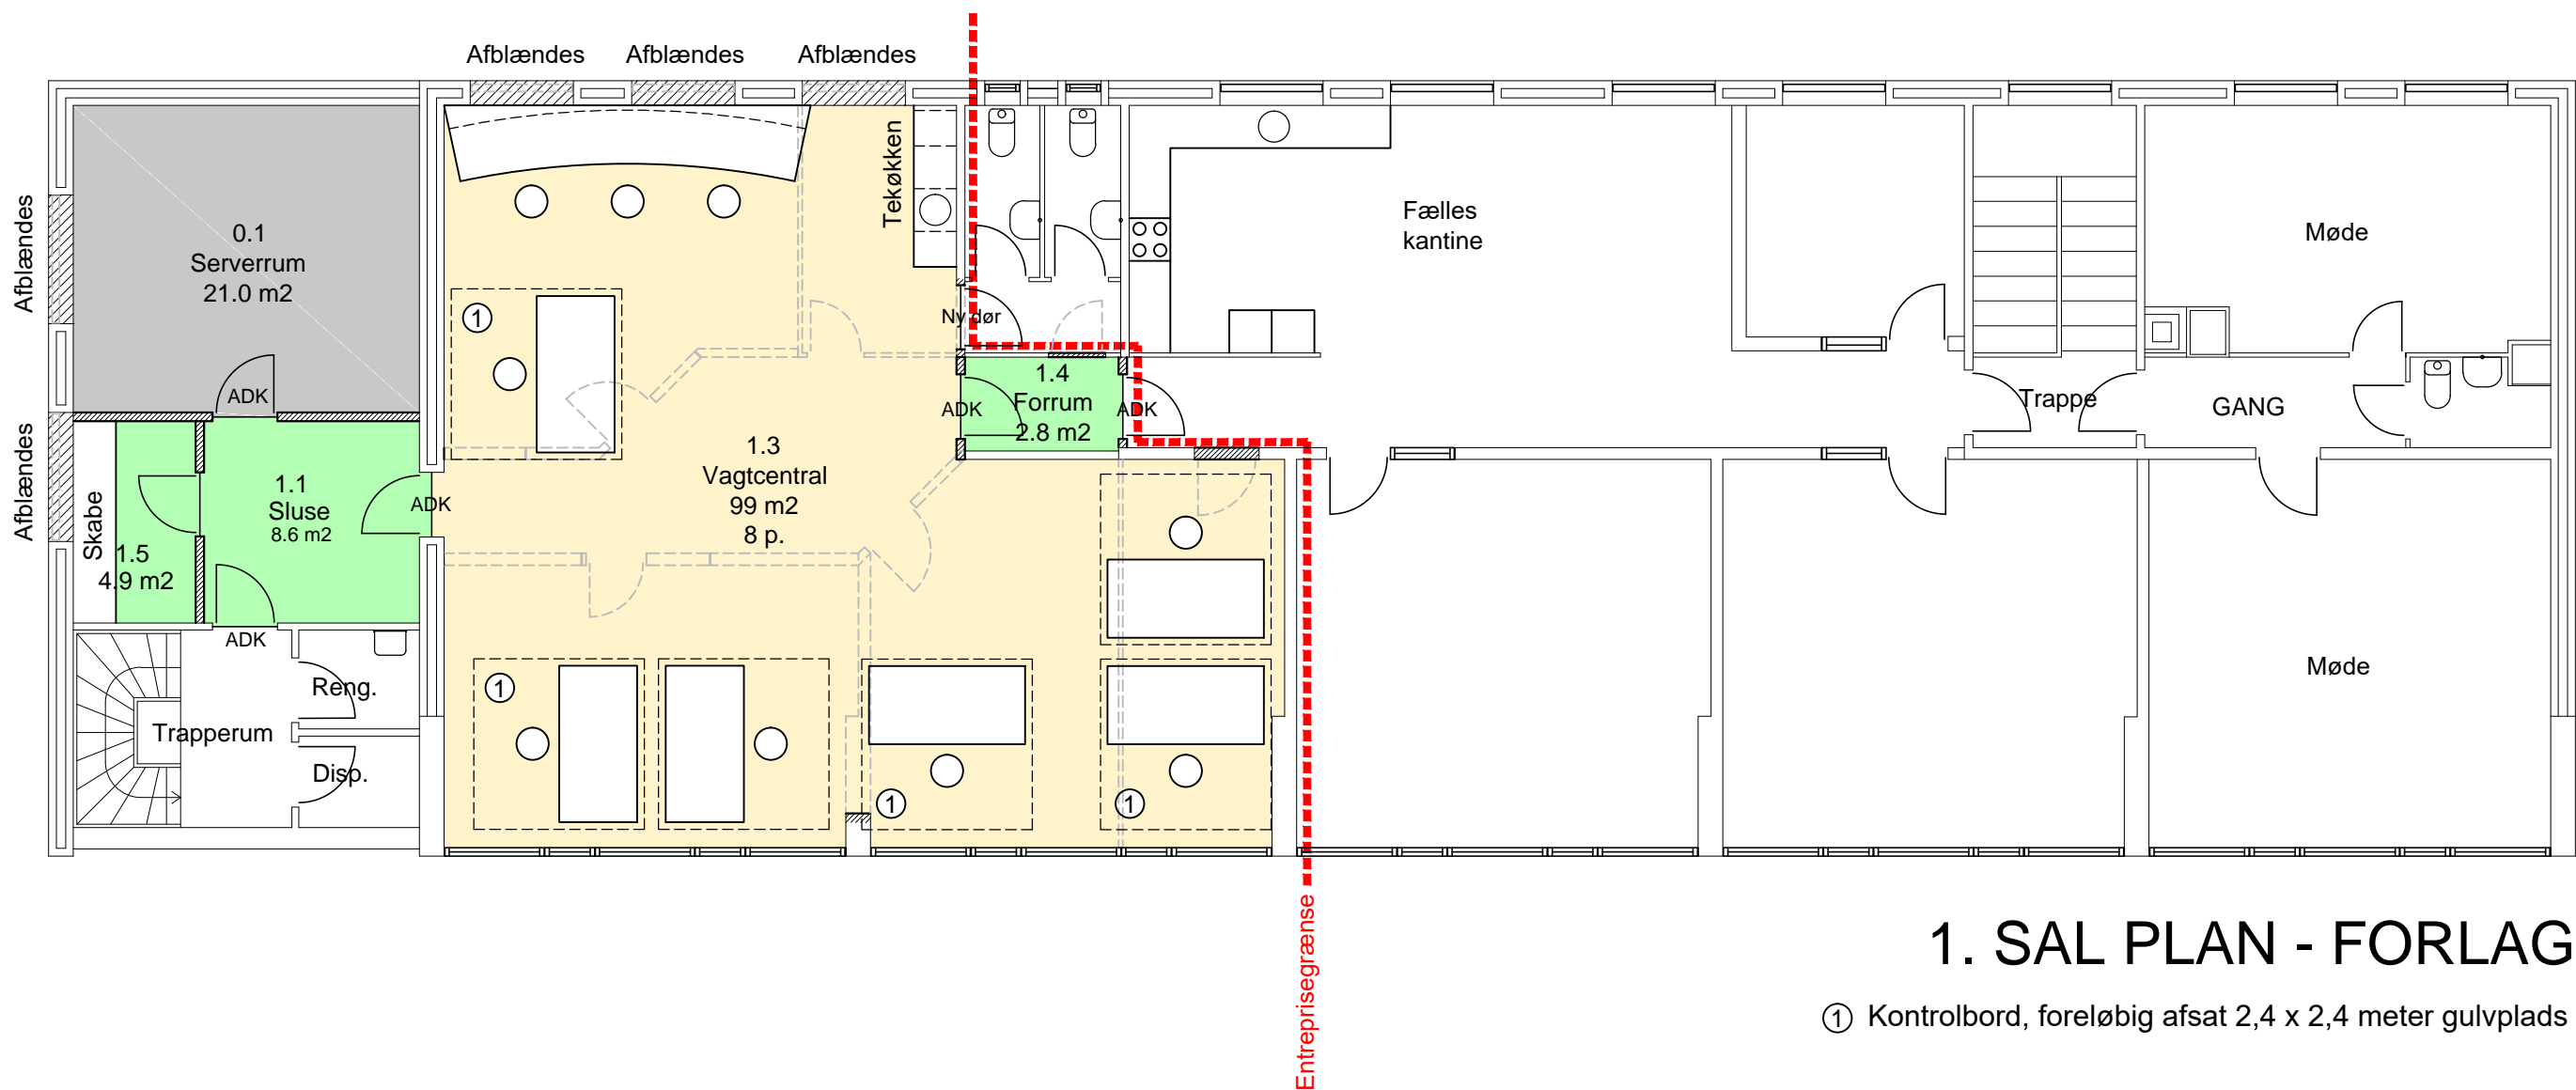 Afblændes
Afblændes
Afblændes
Afblændes
Afblændes
0.1
Serverrum
21.0 m2
ADK
Tekøkken
1
Ny dør
Fælles
kantine
Møde
1.4
Forrum
2.8 m2
ADK
ADK
Trappe
GANG
1.3
Vagtcentral
99 m2
8 p.
Skabe
1.5
4.9 m2
1.1
Sluse
8.6 m2
ADK
ADK
Reng.
Trapperum
Disp.
1
1
1
Møde
Entreprisegrænse
1. SAL PLAN - FORLAG
1 Kontrolbord, foreløbig afsat 2,4 x 2,4 meter gulvplads